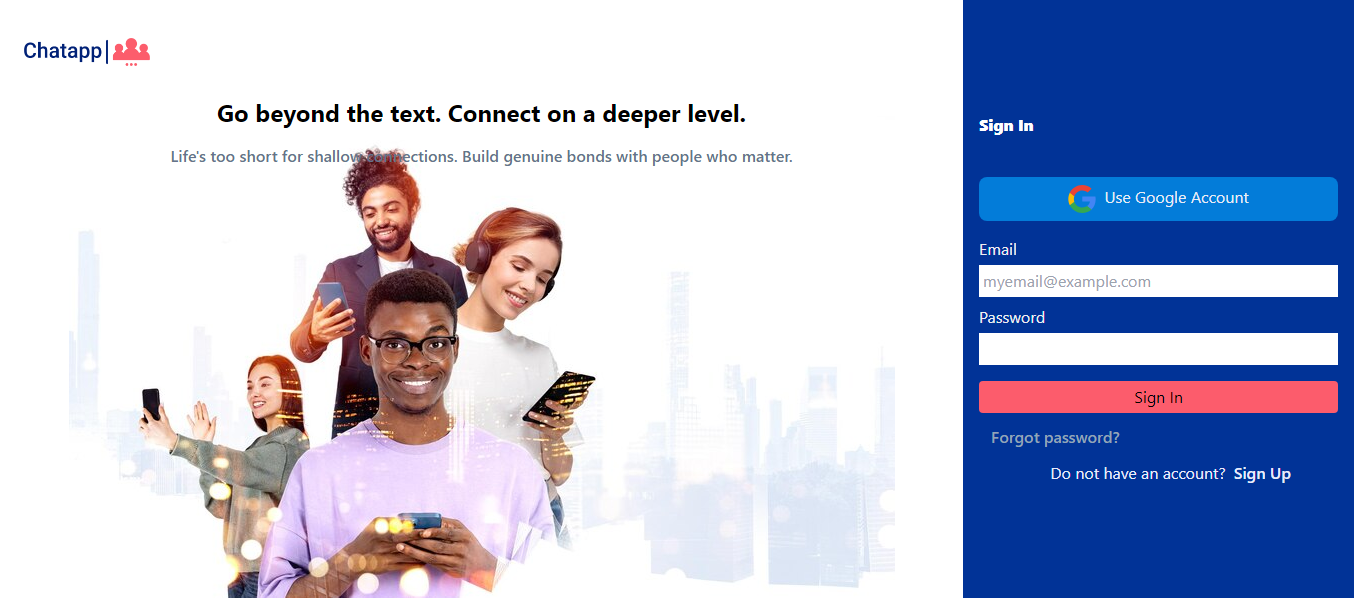 Chatapp
Go beyond the text. Connect on a deeper level.
Life's too short for shallow connections. Build genuine bonds with people who matter.
Sign In
Use Google Account
Email
myemail@example.com
Password
Sign In
Forgot password?
Do not have an account? Sign Up